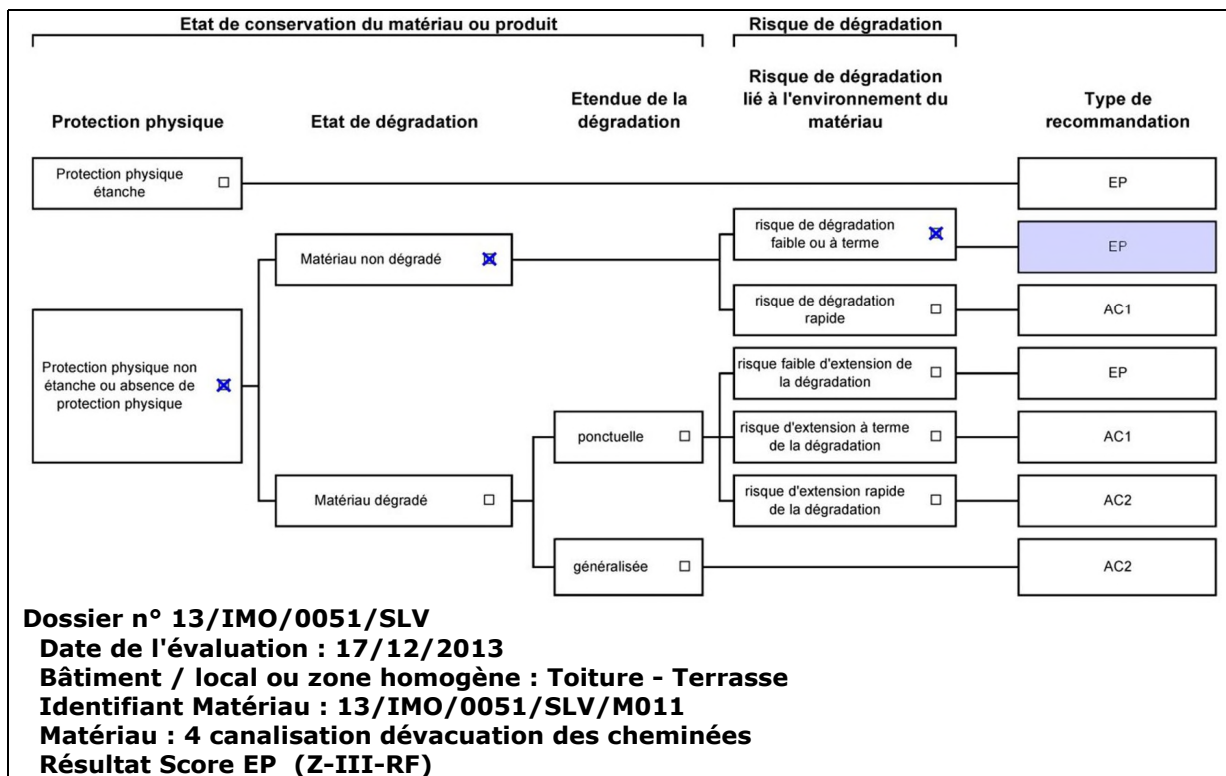 Etat de conservation du matériau ou produit
Risque de dégradation
Protection physique
Etat de dégradation
Etendue de la
dégradation
Risque de dégradation
lié à l'environnement du
matériau
Type de
recommandation
Protection physique
étanche
EP
risque de dégradation
faible ou à terme
EP
Matériau non dégradé
risque de dégradation
rapide
AC1
Protection physique non
étanche ou absence de
protection physique
risque faible d'extension de
la dégradation
EP
ponctuelle
risque d'extension à terme
de la dégradation
AC1
Matériau dégradé
risque d'extension rapide
de la dégradation
AC2
généralisée
AC2
Dossier n° 13/IMO/0051/SLV
Date de l'évaluation : 17/12/2013
Bâtiment / local ou zone homogène : Toiture - Terrasse
Identifiant Matériau : 13/IMO/0051/SLV/M011
Matériau : 4 canalisation dévacuation des cheminées
Résultat Score EP (Z-III-RF)